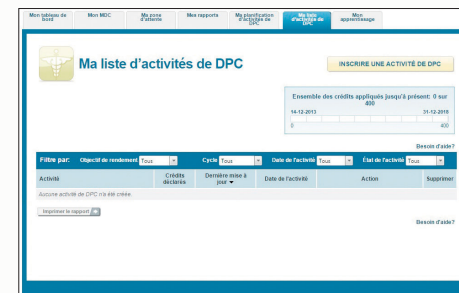 Mon tableau de bord
Mon MDC
Ma zone d'attente
Mes rapports
Ma planification d'activités de DPC
Ma liste d'activités de DPC
Mon apprentissage
Ma liste d'activités de DPC
INSCRIRE UNE ACTIVITÉ DE DPC
Ensemble des crédits appliqués jusqu'à présent: 0 sur
400
14-12-2013 31-12-2018
0 400
Besoin d'aide?
Filtre par: Objectif de rendement Tous Cycle Tous Date de l'activité Tous État de l'activité Tous
Activité Crédits déclarés Dernière mise à jour ▼ Date de l'activité Action Supprimer
Aucune activité de DPC n'a été créée.
Imprimer le rapport
Besoin d'aide?